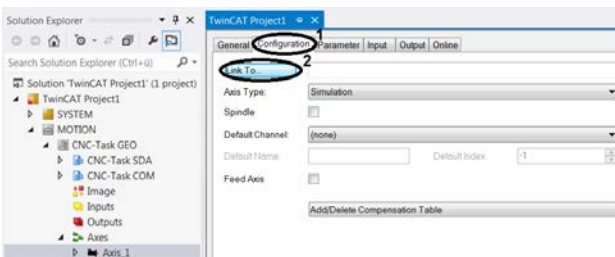 Solution Explorer
Search Solution Explorer (Ctrl+ü)
Solution 'TwinCAT Project1' (1 project)
TwinCAT Project1
SYSTEM
MOTION
CNC-Task GEO
CNC-Task SDA
CNC-Task COM
Image
Inputs
Outputs
Axes
Axis_1
TwinCAT Project1
1
General Configuration Parameter Input Output Online
2
Link To...
Axis Type: Simulation
Spindle
Default Channel: (none)
Default Name Default Index: -1
Feed Axis
Add/Delete Compensation Table